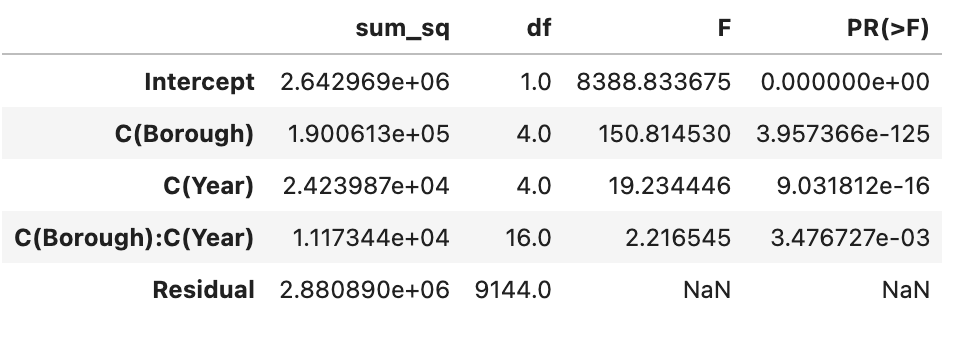 sum_sq df F PR(>F)
Intercept 2.642969e+06 1.0 8388.833675 0.000000e+00
C(Borough) 1.900613e+05 4.0 150.814530 3.957366e-125
C(Year) 2.423987e+04 4.0 19.234446 9.031812e-16
C(Borough):C(Year) 1.117344e+04 16.0 2.216545 3.476727e-03
Residual 2.880890e+06 9144.0 NaN NaN